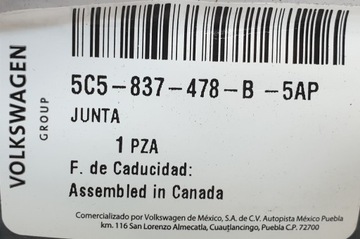 VOLKSWAGEN
GROUP
5C5-837-478-B -5AP
JUNTA
1 PZA
F. de Caducidad:
Assembled in Canada
Comercializado por Volkswagen de México, S.A. de C.V. Autopista México Puebla
km. 116 San Lorenzo Almecatla, Cuautlancingo, Puebla C.P. 72700